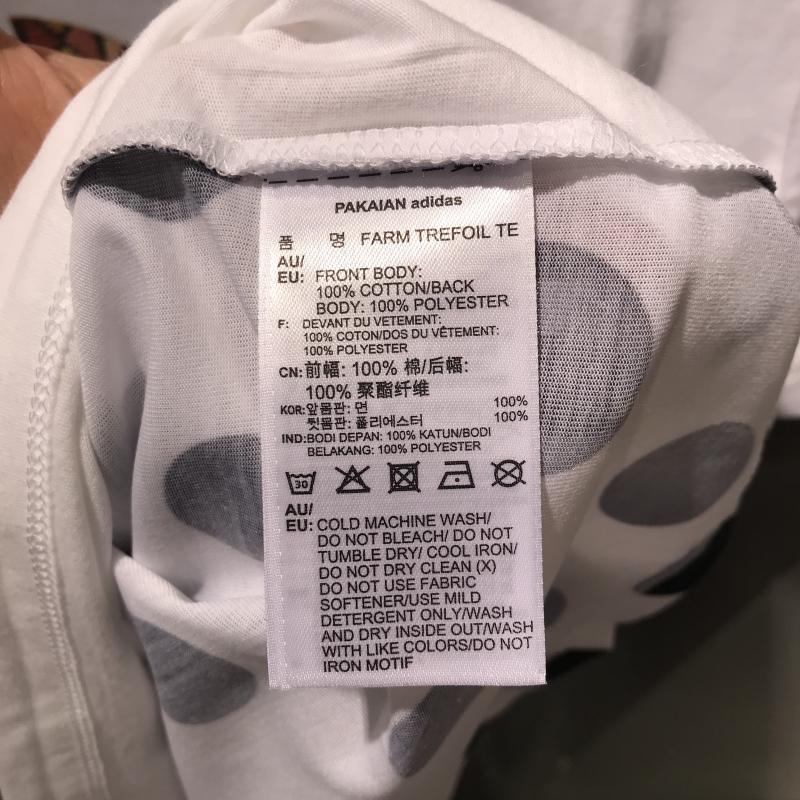 PAKAIAN adidas
품 명 FARM TREFOIL TE
AU/
EU: FRONT BODY:
100% COTTON/BACK
BODY: 100% POLYESTER
F: DEVANT DU VETEMENT:
100% COTON/DOS DU VÊTEMENT:
100% POLYESTER
CN:前幅: 100% 棉/后幅:
100% 聚酯纤维
KOR:앞몸판: 면 100%
뒷몸판: 폴리에스터 100%
IND:BODI DEPAN: 100% KATUN/BODI
BELAKANG: 100% POLYESTER
30
AU/
EU: COLD MACHINE WASH/
DO NOT BLEACH/ DO NOT
TUMBLE DRY/ COOL IRON/
DO NOT DRY CLEAN (X)
DO NOT USE FABRIC
SOFTENER/USE MILD
DETERGENT ONLY/WASH
AND DRY INSIDE OUT/WASH
WITH LIKE COLORS/DO NOT
IRON MOTIF